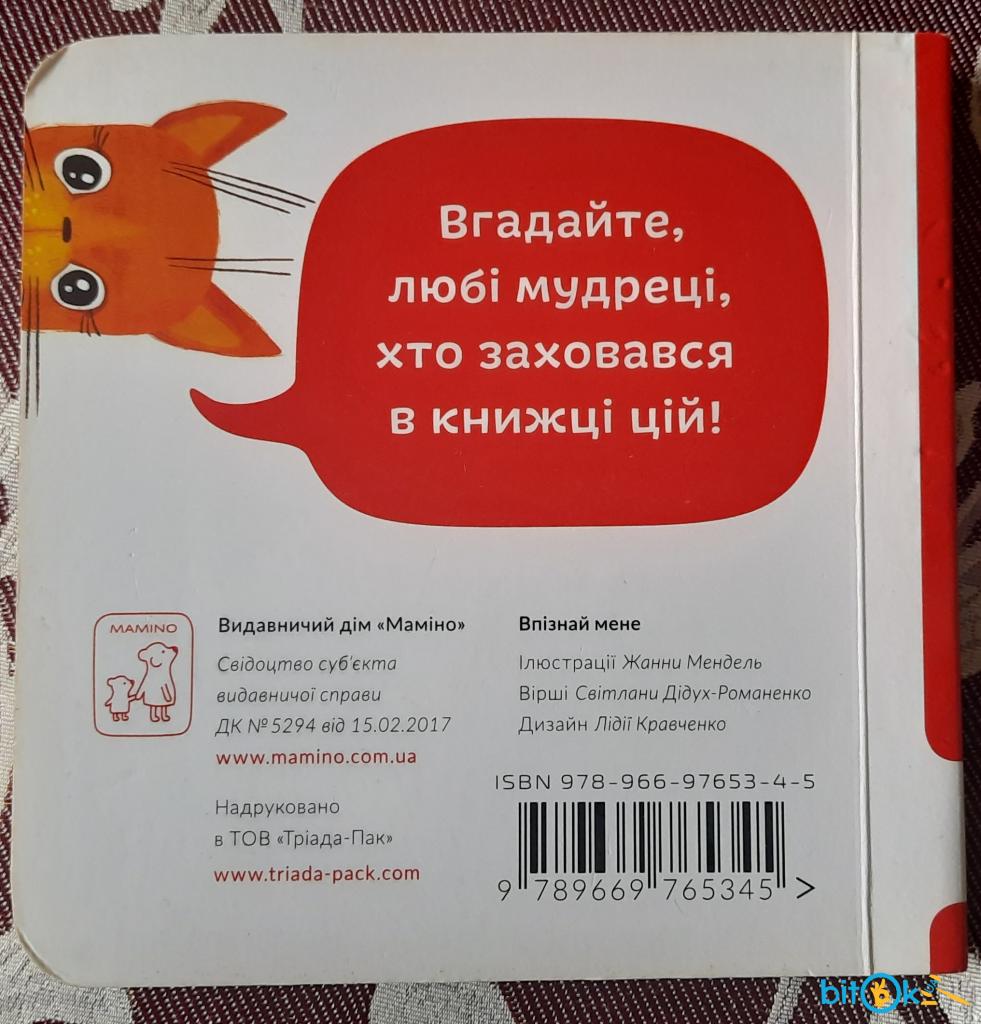 Вгадайте,
любі мудреці,
хто заховався
в книжці цій!
MAMINO
Видавничий дім «Маміно»
Свідоцтво суб'єкта
видавничої справи
ДК №5294 від 15.02.2017
www.mamino.com.ua
Надруковано
в ТОВ «Тріада-Пак»
www.triada-pack.com
Впізнай мене
Ілюстрації Жанни Мендель
Вірші Світлани Дідух-Романенко
Дизайн Лідії Кравченко
ISBN 978-966-97653-4-5
9 789669 765345 >
bitOk